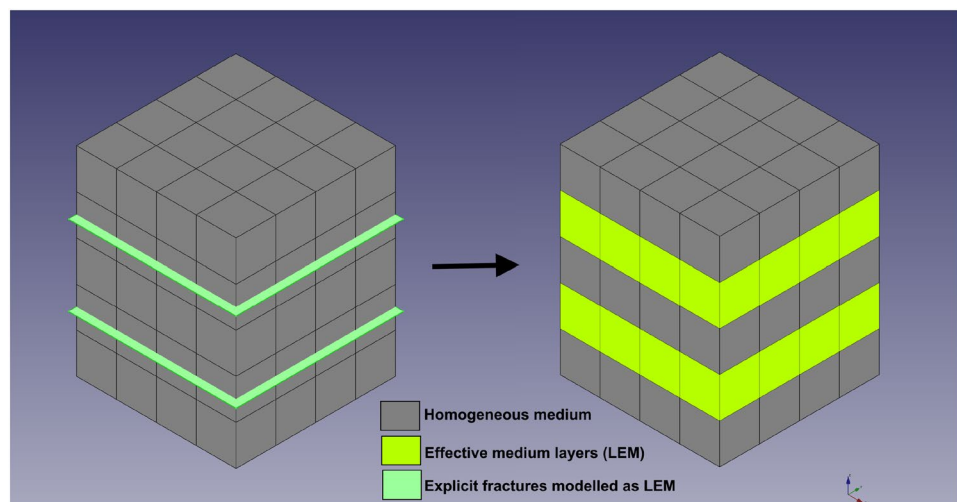 Homogeneous medium
Effective medium layers (LEM)
Explicit fractures modelled as LEM